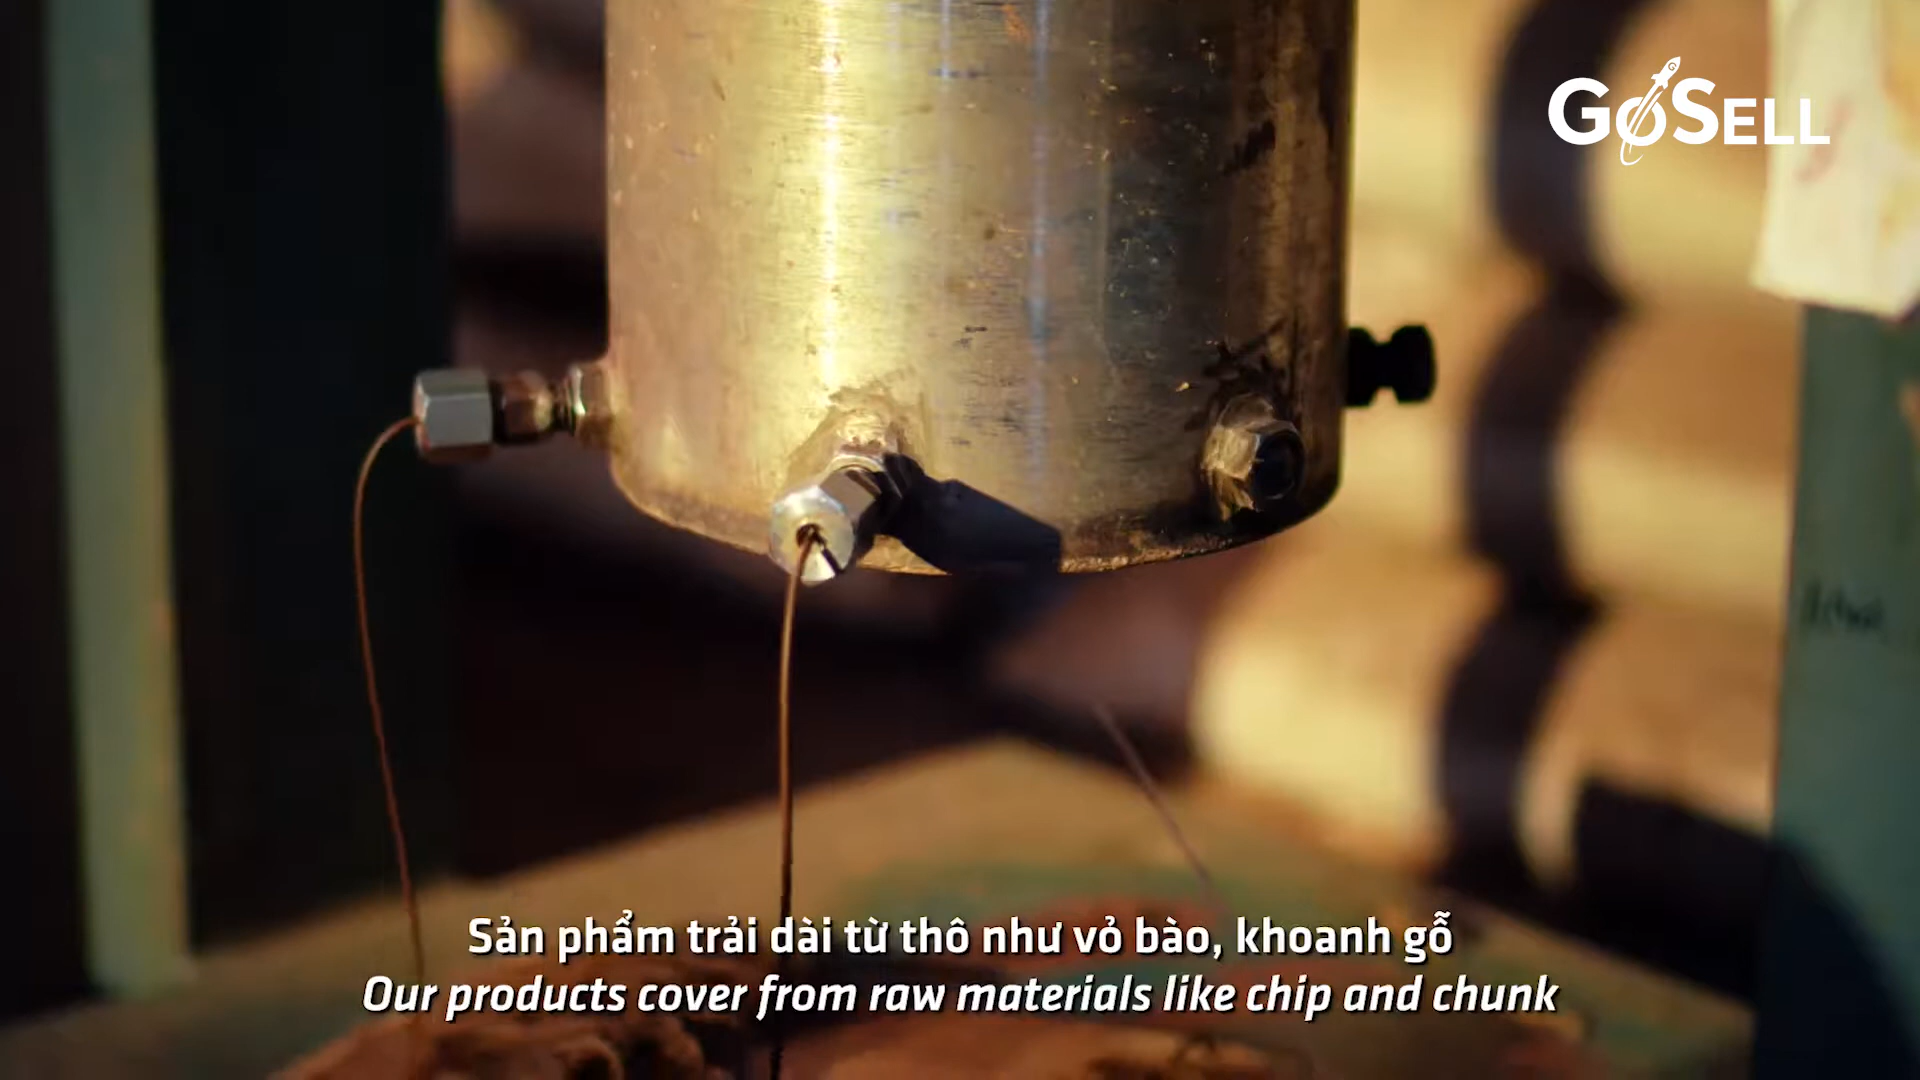 GoSELL
Sản phẩm trải dài từ thô như vỏ bào, khoanh gỗ
Our products cover from raw materials like chip and chunk